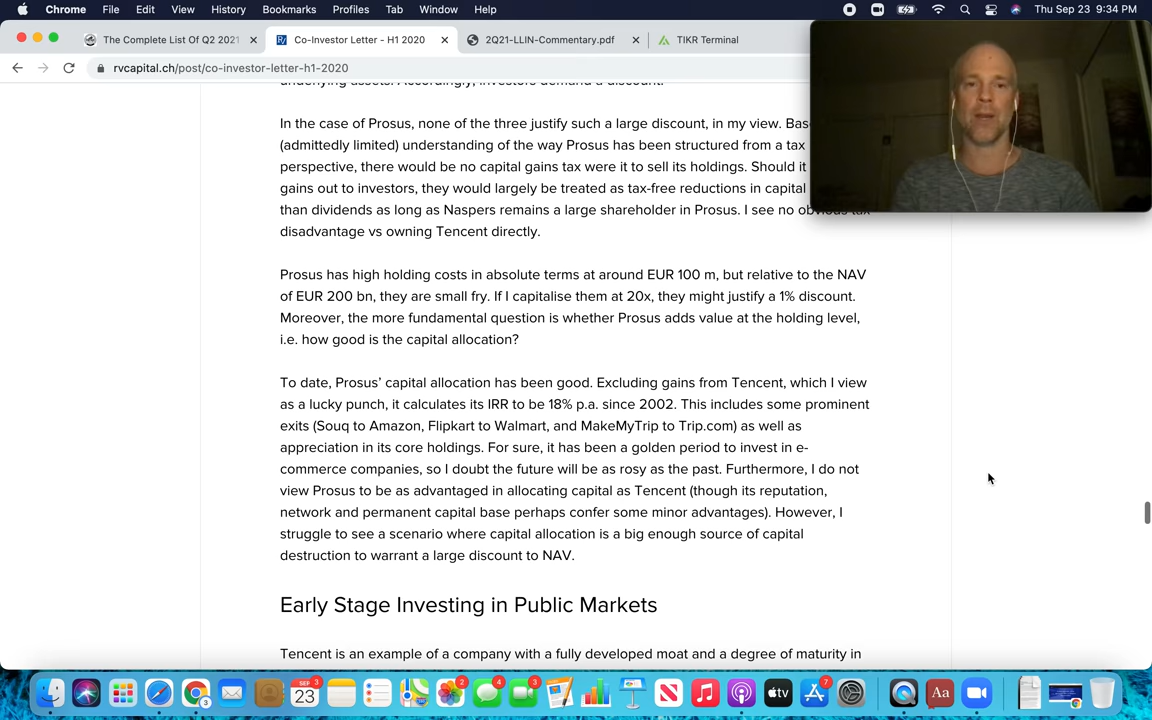 Chrome File Edit View History Bookmarks Profiles Tab Window Help Thu Sep 23 9:34 PM
The Complete List Of Q2 2021 Co-Investor Letter - H1 2020 2Q21-LLIN-Commentary.pdf TIKR Terminal
rvcapital.ch/post/co-investor-letter-h1-2020
underlying assets. Accordingly, investors demand a discount.
In the case of Prosus, none of the three justify such a large discount, in my view. Bas
(admittedly limited) understanding of the way Prosus has been structured from a tax
perspective, there would be no capital gains tax were it to sell its holdings. Should it
gains out to investors, they would largely be treated as tax-free reductions in capital
than dividends as long as Naspers remains a large shareholder in Prosus. I see no obvious tax
disadvantage vs owning Tencent directly.
Prosus has high holding costs in absolute terms at around EUR 100 m, but relative to the NAV
of EUR 200 bn, they are small fry. If I capitalise them at 20x, they might justify a 1% discount.
Moreover, the more fundamental question is whether Prosus adds value at the holding level,
i.e. how good is the capital allocation?
To date, Prosus' capital allocation has been good. Excluding gains from Tencent, which I view
as a lucky punch, it calculates its IRR to be 18% p.a. since 2002. This includes some prominent
exits (Souq to Amazon, Flipkart to Walmart, and MakeMyTrip to Trip.com) as well as
appreciation in its core holdings. For sure, it has been a golden period to invest in e-
commerce companies, so I doubt the future will be as rosy as the past. Furthermore, I do not
view Prosus to be as advantaged in allocating capital as Tencent (though its reputation,
network and permanent capital base perhaps confer some minor advantages). However, I
struggle to see a scenario where capital allocation is a big enough source of capital
destruction to warrant a large discount to NAV.
Early Stage Investing in Public Markets
Tencent is an example of a company with a fully developed moat and a degree of maturity in
SEP 3 2 4 3 7
3 23 tv Aa